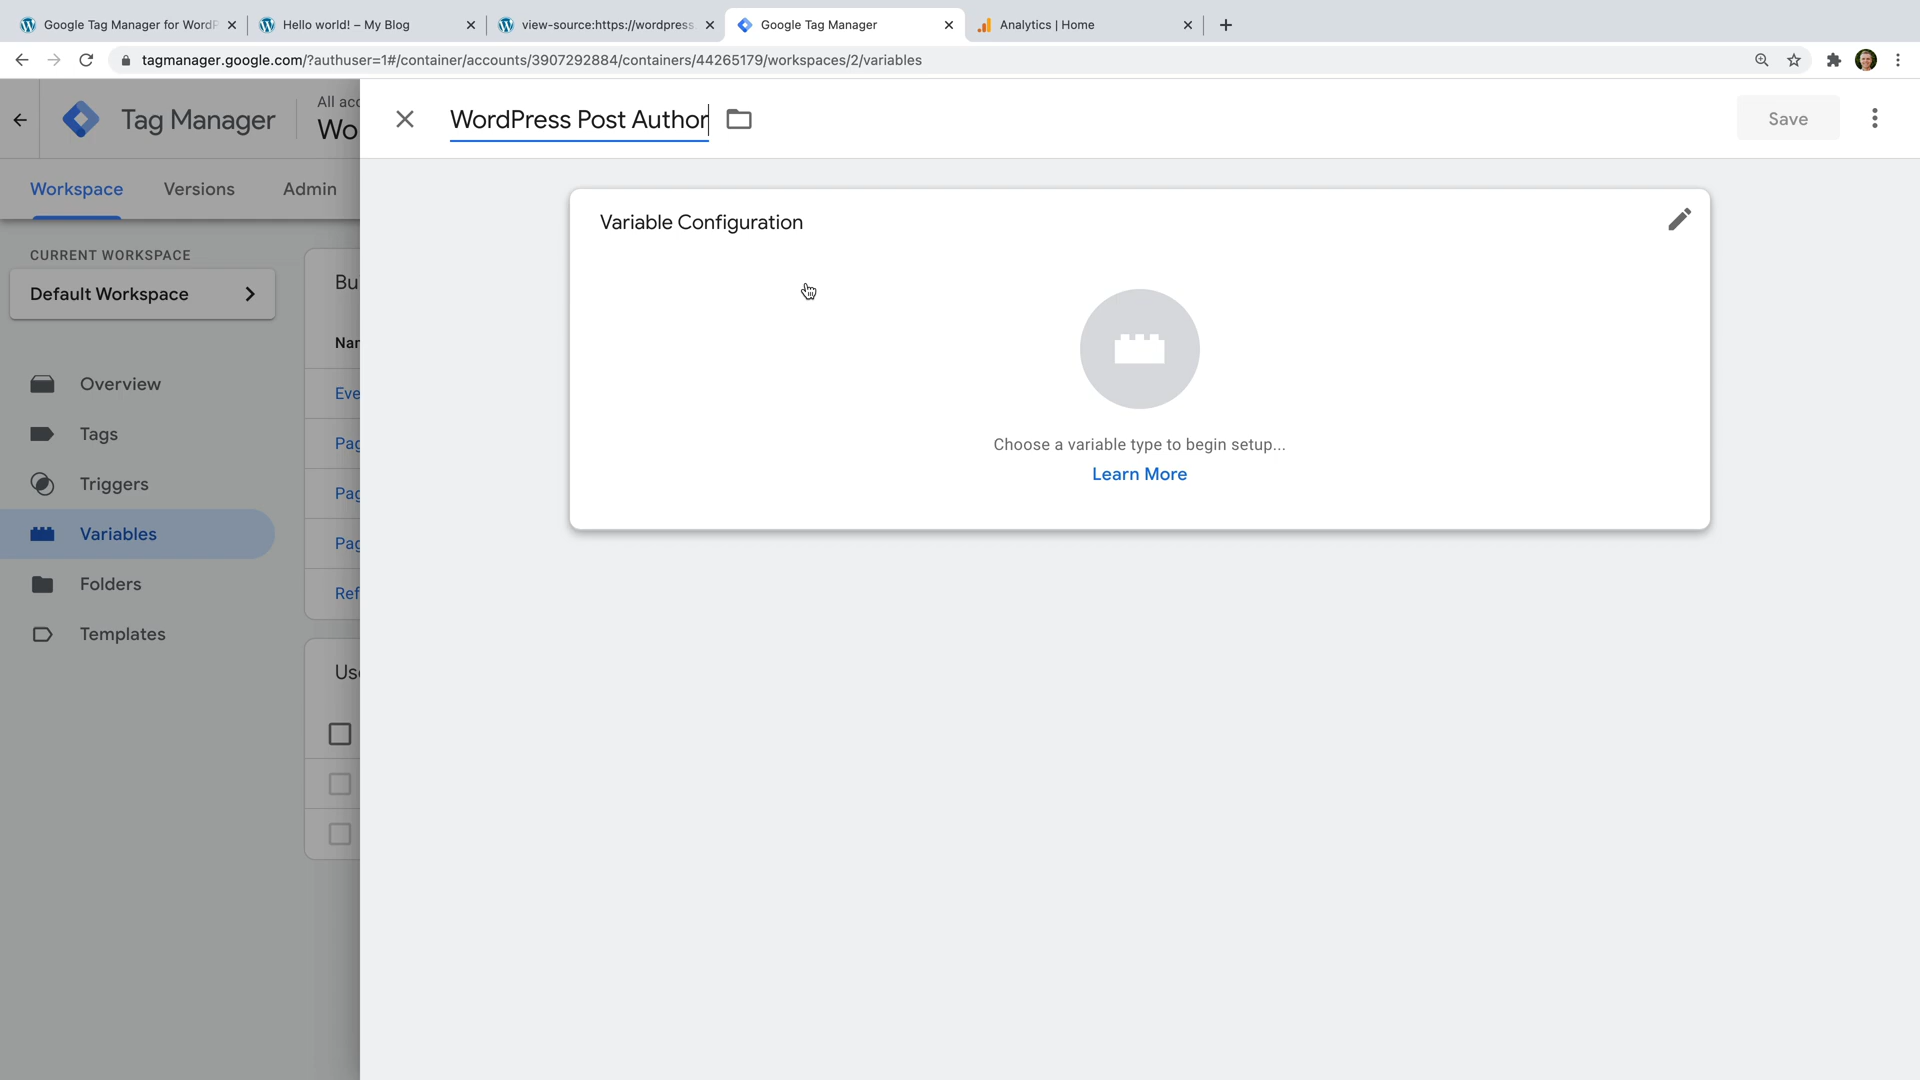 Google Tag Manager for WordP
Hello world! – My Blog
view-source:https://wordpress
Google Tag Manager
Analytics | Home
tagmanager.google.com/?authuser=1#/container/accounts/3907292884/containers/44265179/workspaces/2/variables
Tag Manager
All acc
Wo
WordPress Post Author
Save
Workspace
Versions
Admin
Variable Configuration
CURRENT WORKSPACE
Default Workspace
Bu
Nar
Overview
Eve
Tags
Pag
Choose a variable type to begin setup...
Learn More
Triggers
Pag
Variables
Pag
Folders
Ref
Templates
Use